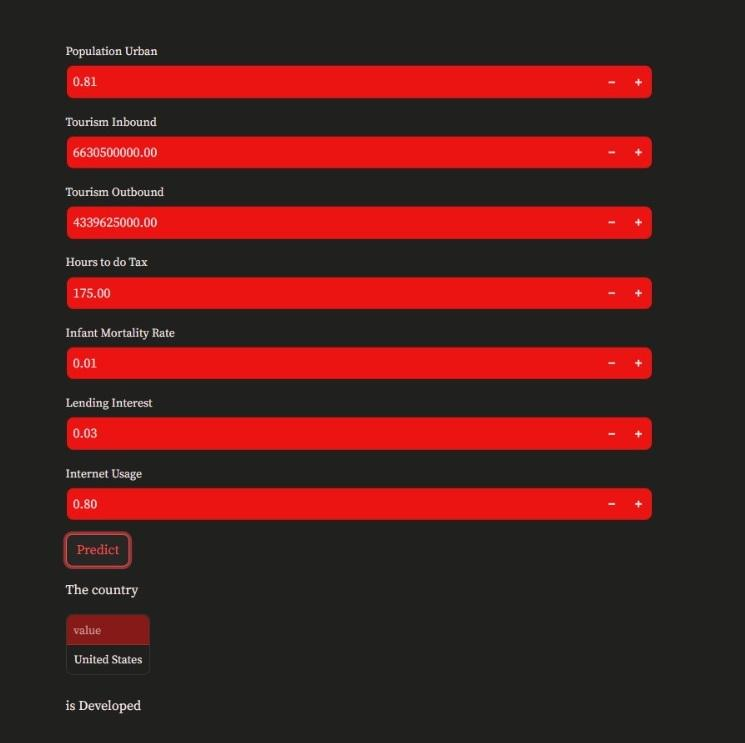 Population Urban
0.81 − +
Tourism Inbound
6630500000.00 − +
Tourism Outbound
4339625000.00 − +
Hours to do Tax
175.00 − +
Infant Mortality Rate
0.01 − +
Lending Interest
0.03 − +
Internet Usage
0.80 − +
Predict
The country
value
United States
is Developed